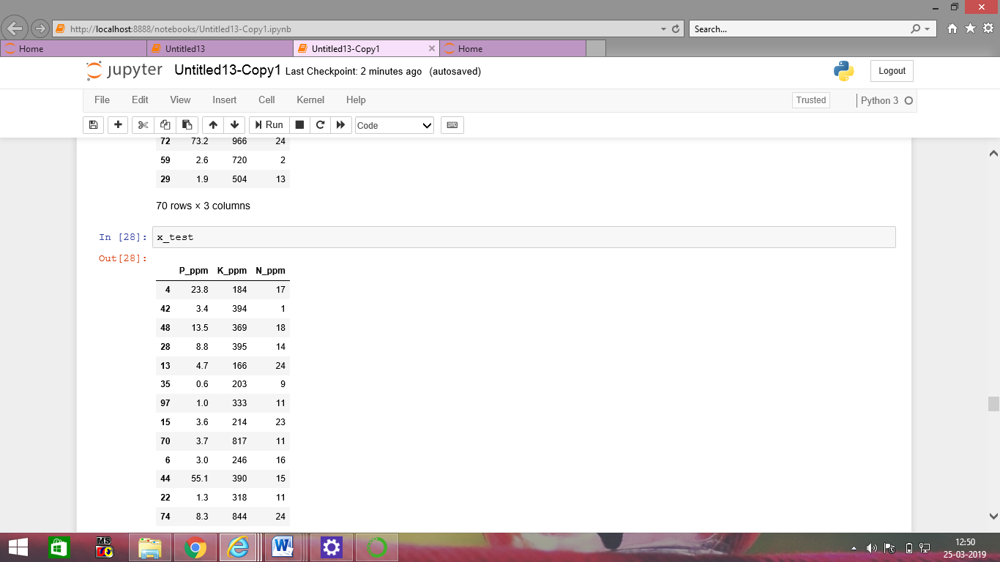 http://localhost:8888/notebooks/Untitled13-Copy1.ipynb Search...
Home Untitled13 Untitled13-Copy1 Home
jupyter Untitled13-Copy1 Last Checkpoint: 2 minutes ago (autosaved) Logout
File Edit View Insert Cell Kernel Help Trusted Python 3
Run Code
72 73.2 966 24
59 2.6 720 2
29 1.9 504 13
70 rows × 3 columns
In [28]: x_test
Out[28]:
P_ppm K_ppm N_ppm
4 23.8 184 17
42 3.4 394 1
48 13.5 369 18
28 8.8 395 14
13 4.7 166 24
35 0.6 203 9
97 1.0 333 11
15 3.6 214 23
70 3.7 817 11
6 3.0 246 16
44 55.1 390 15
22 1.3 318 11
74 8.3 844 24
MS
12:50
25-03-2019